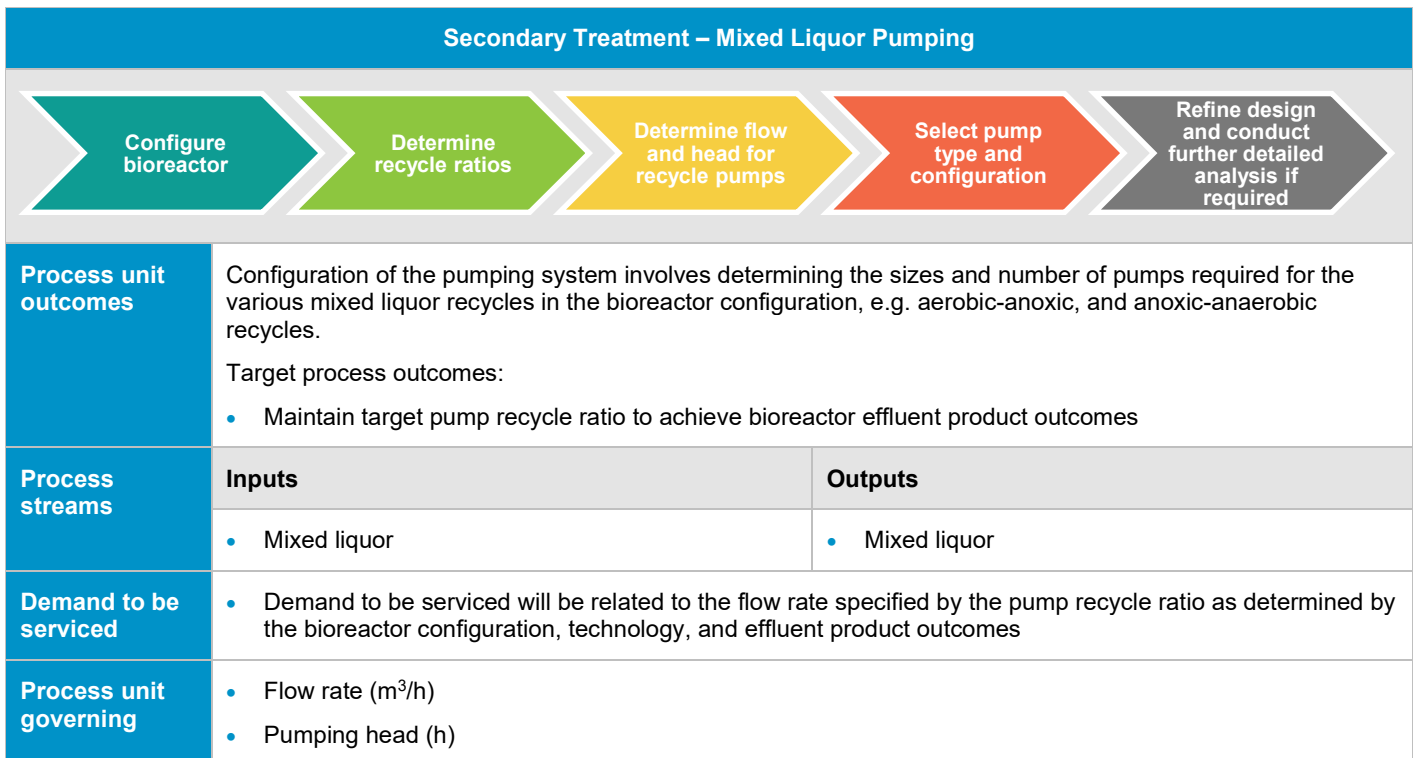 Secondary Treatment – Mixed Liquor Pumping
Configure
bioreactor
Determine
recycle ratios
Determine flow
and head for
recycle pumps
Select pump
type and
configuration
Refine design
and conduct
further detailed
analysis if
required
Process unit
outcomes
Configuration of the pumping system involves determining the sizes and number of pumps required for the
various mixed liquor recycles in the bioreactor configuration, e.g. aerobic-anoxic, and anoxic-anaerobic
recycles.
Target process outcomes:
• Maintain target pump recycle ratio to achieve bioreactor effluent product outcomes
Process
streams
Inputs
Outputs
• Mixed liquor
• Mixed liquor
Demand to be
serviced
• Demand to be serviced will be related to the flow rate specified by the pump recycle ratio as determined by
the bioreactor configuration, technology, and effluent product outcomes
Process unit
governing
• Flow rate (m³/h)
• Pumping head (h)